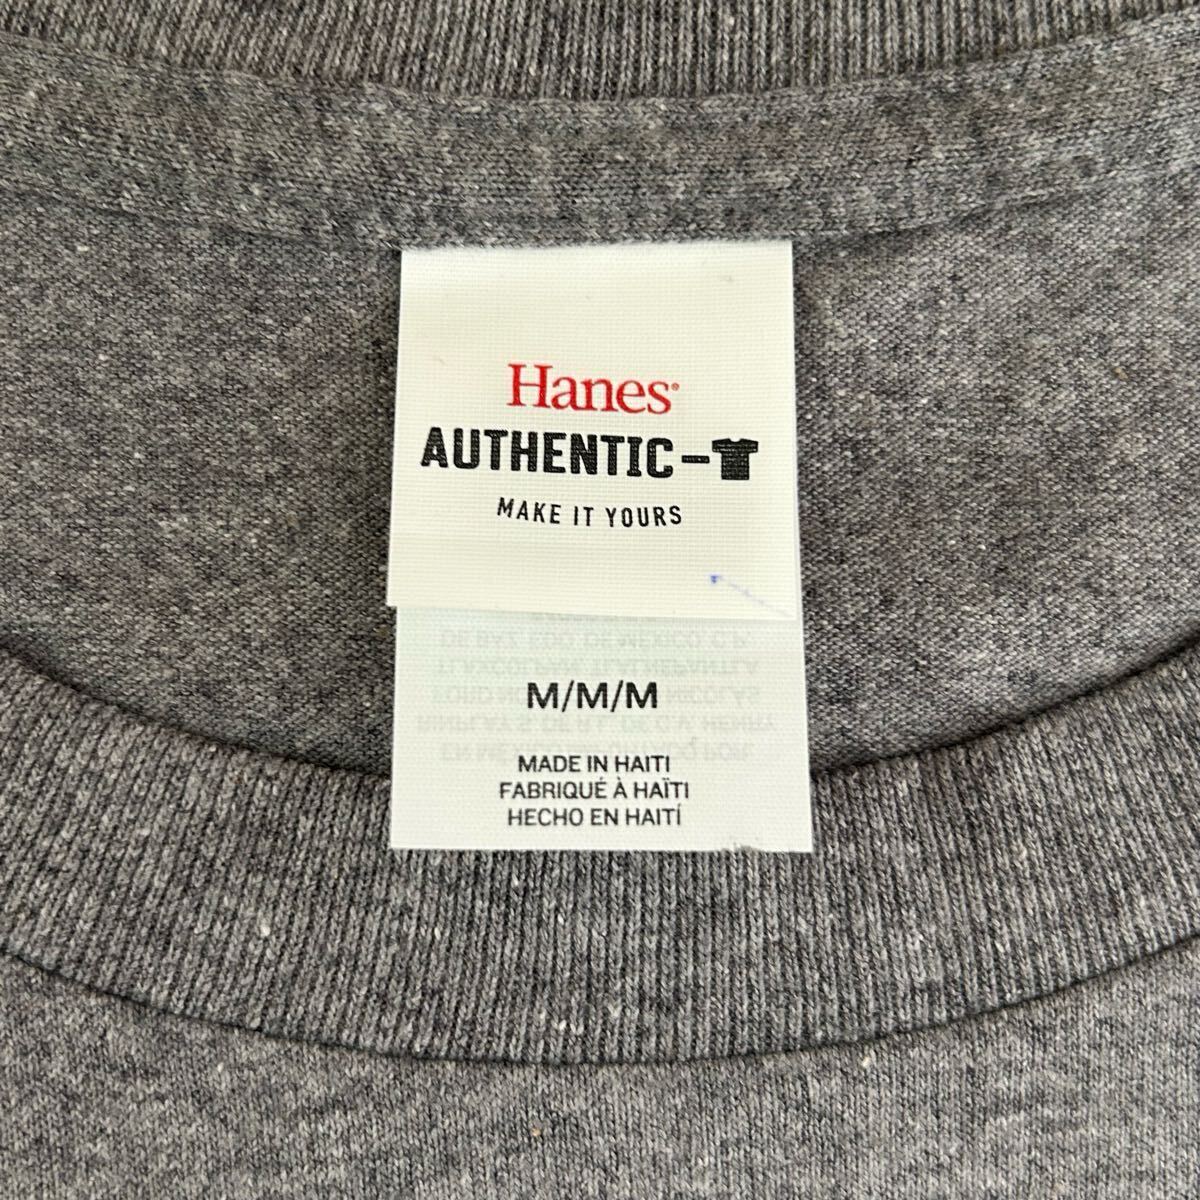 Hanes®
AUTHENTIC-T
MAKE IT YOURS
M/M/M
MADE IN HAITI
FABRIQUÉ À HAÏTI
HECHO EN HAITÍ